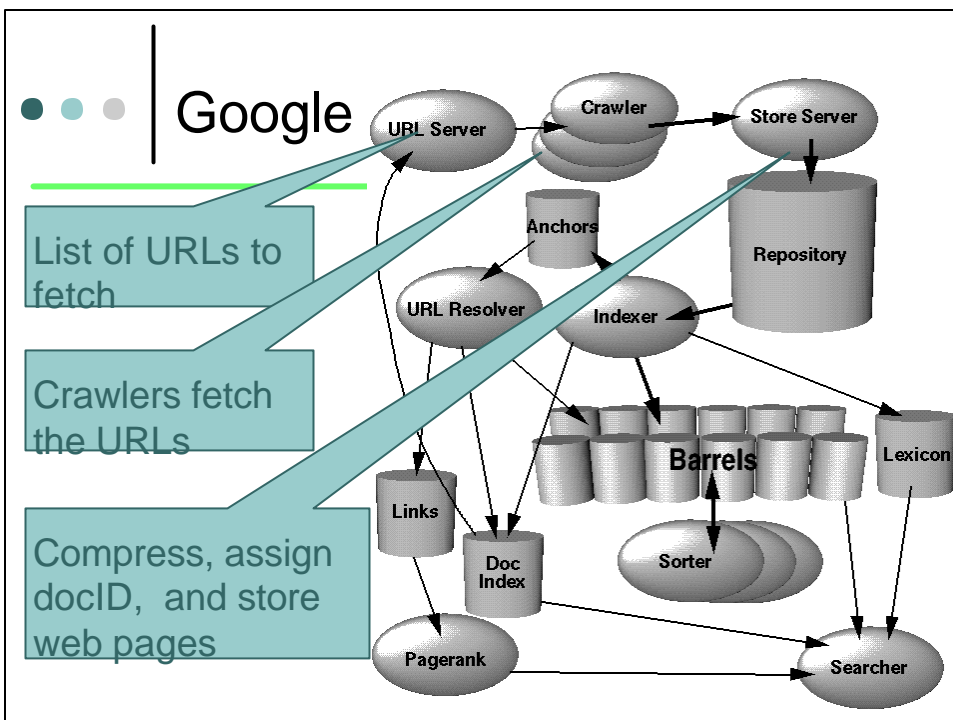 Google
URL Server
Crawler
Store Server
List of URLs to
fetch
Anchors
Repository
URL Resolver
Indexer
Crawlers fetch
the URLs
Barrels
Lexicon
Links
Compress, assign
docID, and store
web pages
Doc
Index
Sorter
Pagerank
Searcher